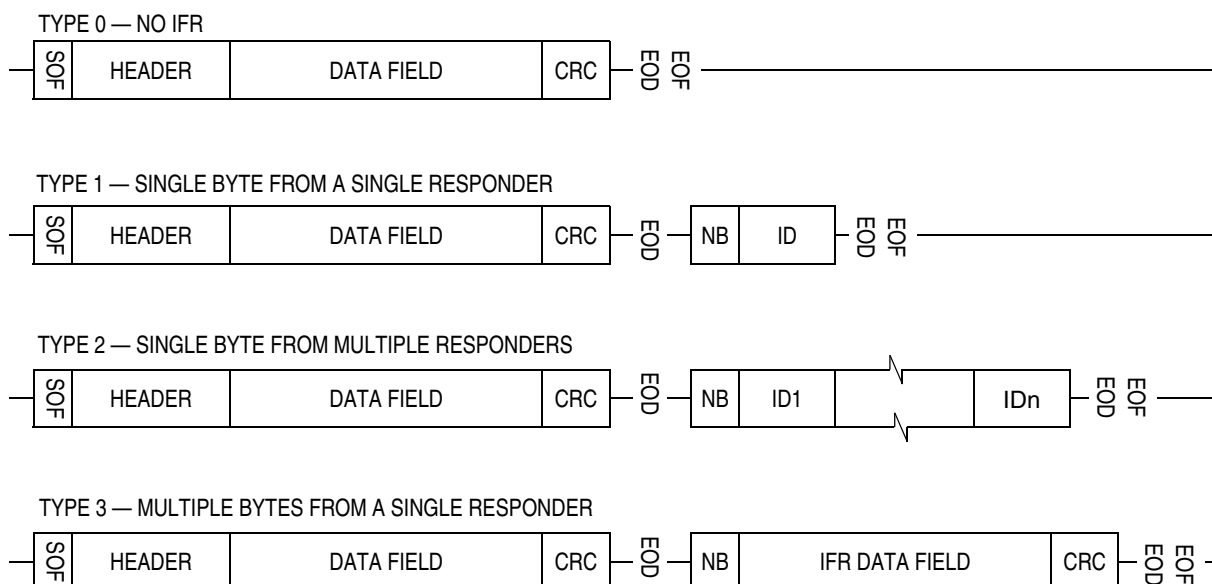 TYPE 0 — NO IFR
SOF HEADER DATA FIELD CRC EOD EOF
TYPE 1 — SINGLE BYTE FROM A SINGLE RESPONDER
SOF HEADER DATA FIELD CRC EOD NB ID EOD EOF
TYPE 2 — SINGLE BYTE FROM MULTIPLE RESPONDERS
SOF HEADER DATA FIELD CRC EOD NB ID1 IDn EOD EOF
TYPE 3 — MULTIPLE BYTES FROM A SINGLE RESPONDER
SOF HEADER DATA FIELD CRC EOD NB IFR DATA FIELD CRC EOD EOF